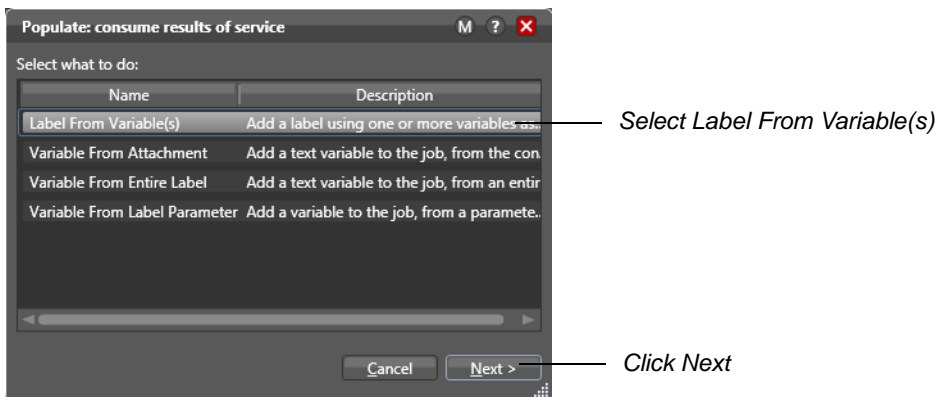 Populate: consume results of service M ?
Select what to do:
Name Description
Label From Variable(s) Add a label using one or more variables as... Select Label From Variable(s)
Variable From Attachment Add a text variable to the job, from the con
Variable From Entire Label Add a text variable to the job, from an entir
Variable From Label Parameter Add a variable to the job, from a paramete..
Cancel Next > Click Next